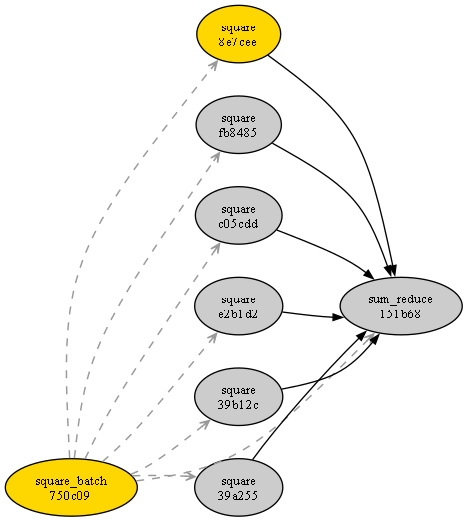 square
8e7cee
square
fb8485
square
c05cdd
square
e2b1d2
sum_reduce
151b68
square
39b12c
square_batch
750c09
square
39a255